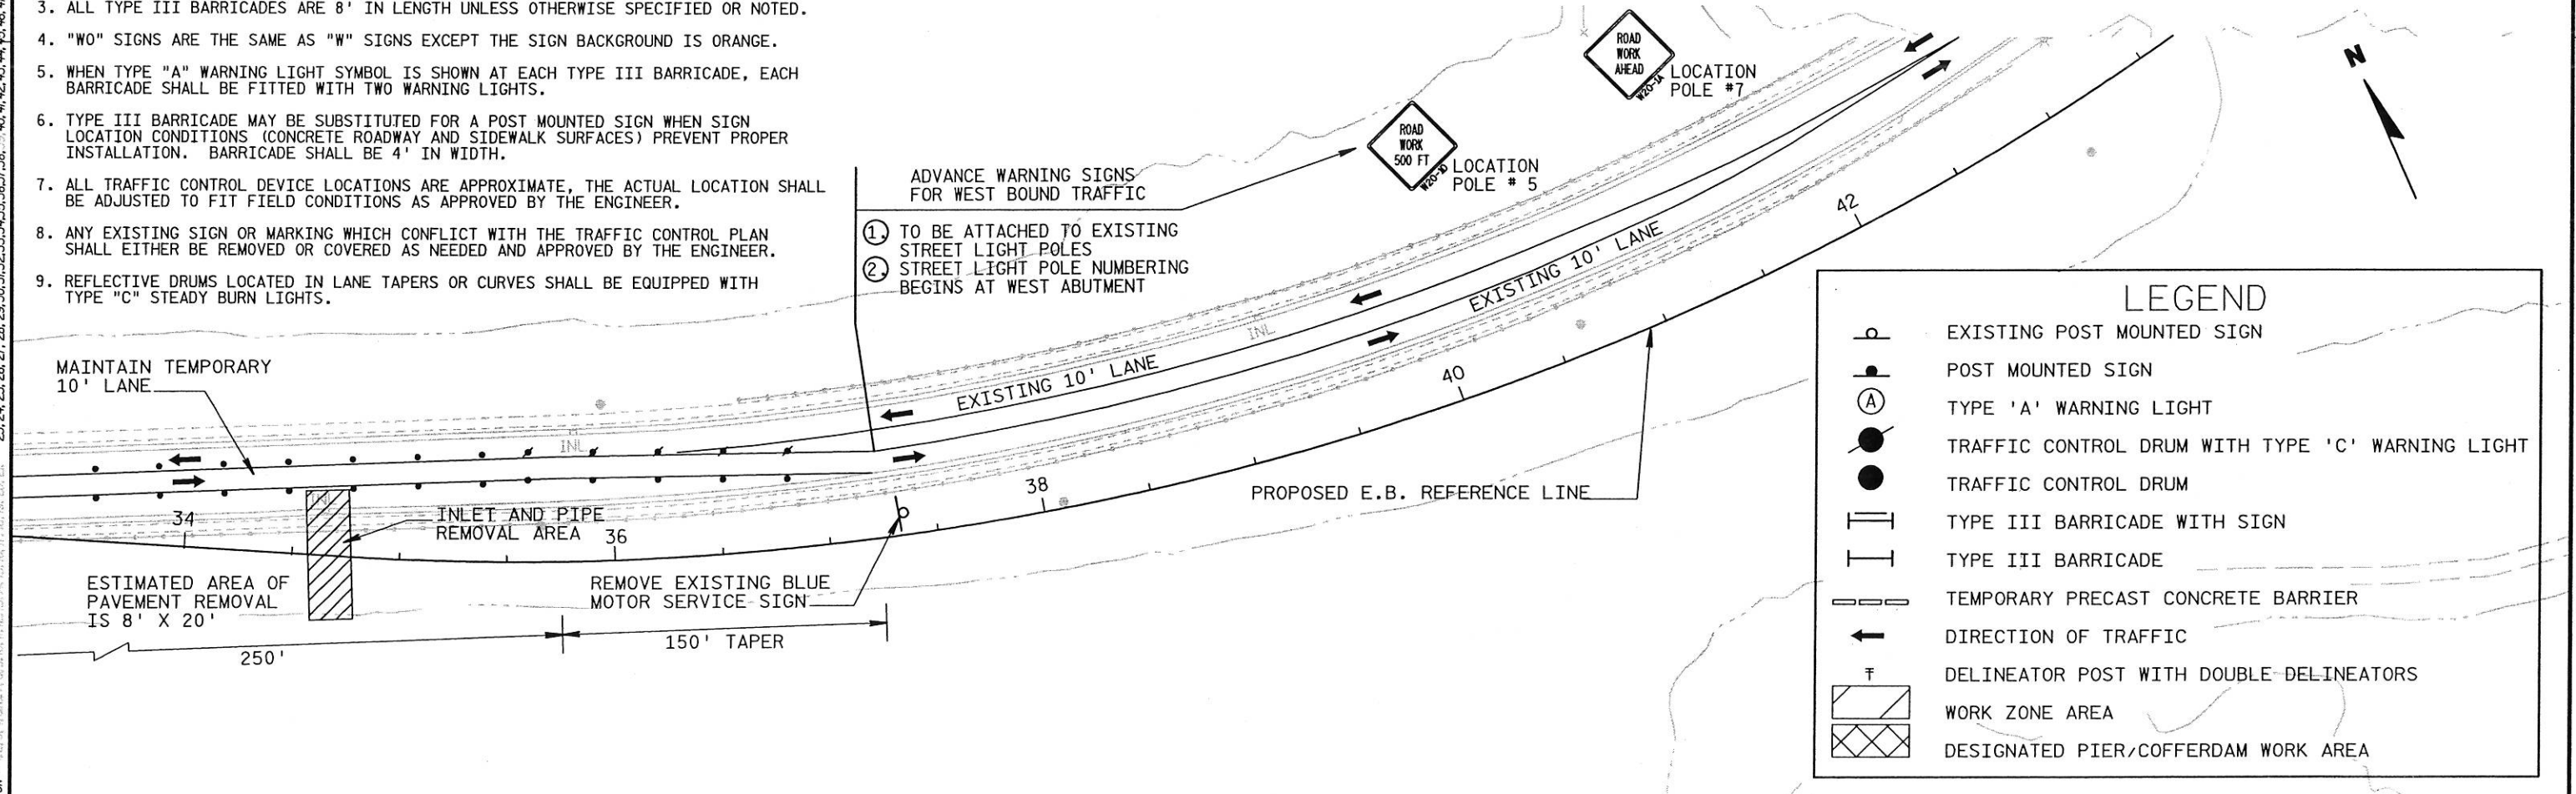 3. ALL TYPE III BARRICADES ARE 8' IN LENGTH UNLESS OTHERWISE SPECIFIED OR NOTED.
4. "WO" SIGNS ARE THE SAME AS "W" SIGNS EXCEPT THE SIGN BACKGROUND IS ORANGE.
5. WHEN TYPE "A" WARNING LIGHT SYMBOL IS SHOWN AT EACH TYPE III BARRICADE, EACH
BARRICADE SHALL BE FITTED WITH TWO WARNING LIGHTS.
6. TYPE III BARRICADE MAY BE SUBSTITUTED FOR A POST MOUNTED SIGN WHEN SIGN
LOCATION CONDITIONS (CONCRETE ROADWAY AND SIDEWALK SURFACES) PREVENT PROPER
INSTALLATION. BARRICADE SHALL BE 4' IN WIDTH.
7. ALL TRAFFIC CONTROL DEVICE LOCATIONS ARE APPROXIMATE, THE ACTUAL LOCATION SHALL
BE ADJUSTED TO FIT FIELD CONDITIONS AS APPROVED BY THE ENGINEER.
8. ANY EXISTING SIGN OR MARKING WHICH CONFLICT WITH THE TRAFFIC CONTROL PLAN
SHALL EITHER BE REMOVED OR COVERED AS NEEDED AND APPROVED BY THE ENGINEER.
9. REFLECTIVE DRUMS LOCATED IN LANE TAPERS OR CURVES SHALL BE EQUIPPED WITH
TYPE "C" STEADY BURN LIGHTS.
ADVANCE WARNING SIGNS
FOR WEST BOUND TRAFFIC
1. TO BE ATTACHED TO EXISTING
STREET LIGHT POLES
2. STREET LIGHT POLE NUMBERING
BEGINS AT WEST ABUTMENT
ROAD
WORK
AHEAD
W20-1A
LOCATION
POLE #7
ROAD
WORK
500 FT
W20-1D
LOCATION
POLE # 5
N
42
EXISTING 10' LANE
INL
EXISTING 10' LANE
40
MAINTAIN TEMPORARY
10' LANE
INL
38
PROPOSED E.B. REFERENCE LINE
34
INLET AND PIPE
REMOVAL AREA
36
ESTIMATED AREA OF
PAVEMENT REMOVAL
IS 8' X 20'
REMOVE EXISTING BLUE
MOTOR SERVICE SIGN
250'
150' TAPER
LEGEND
EXISTING POST MOUNTED SIGN
POST MOUNTED SIGN
A TYPE 'A' WARNING LIGHT
TRAFFIC CONTROL DRUM WITH TYPE 'C' WARNING LIGHT
TRAFFIC CONTROL DRUM
TYPE III BARRICADE WITH SIGN
TYPE III BARRICADE
TEMPORARY PRECAST CONCRETE BARRIER
DIRECTION OF TRAFFIC
DELINEATOR POST WITH DOUBLE DELINEATORS
WORK ZONE AREA
DESIGNATED PIER/COFFERDAM WORK AREA